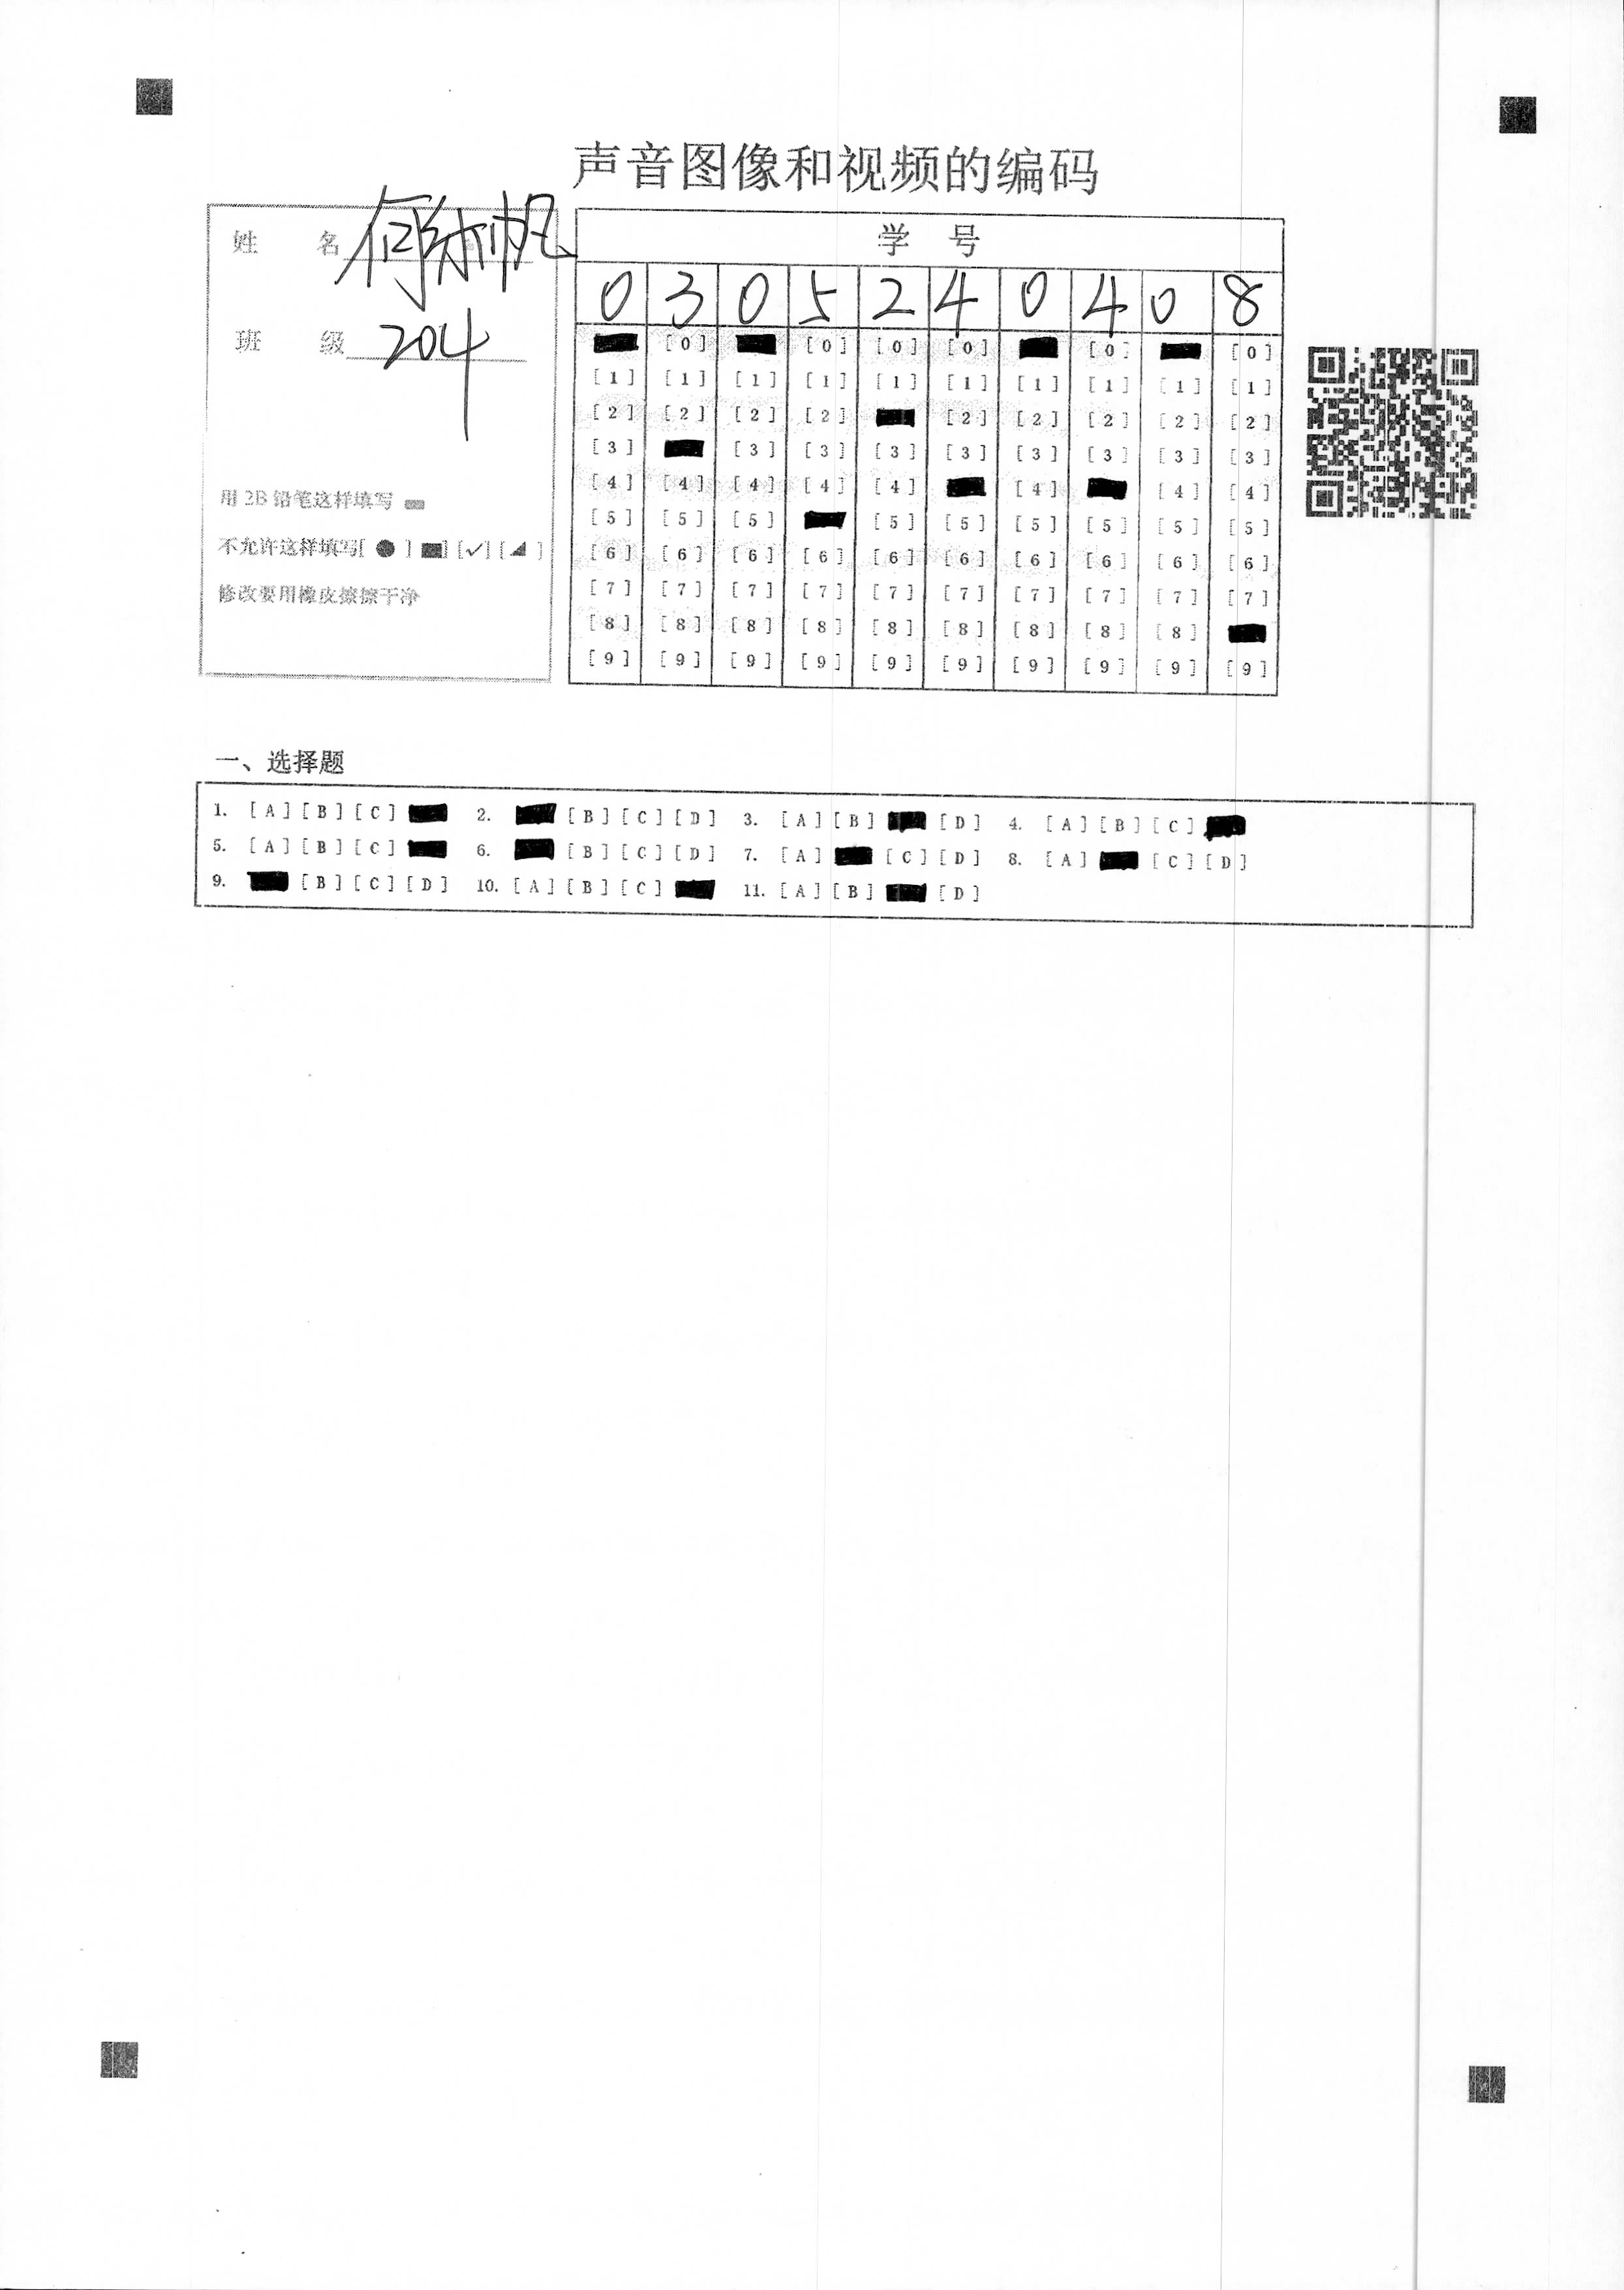 声音图像和视频的编码
姓 名 何 帆
班 级 204
用 2B 铅笔这样填写
不允许这样填写[ ● ] ■] [✓] [◢ ]
修改要用橡皮擦擦干净
学 号
0 3 0 5 2 4 0 4 0 8
[0] [0] [0] [0] [0] [0]
[1] [1] [1] [1] [1] [1] [1] [1] [1] [1]
[2] [2] [2] [2] [2] [2] [2] [2] [2]
[3] [3] [3] [3] [3] [3] [3] [3] [3]
[4] [4] [4] [4] [4] [4] [4] [4]
[5] [5] [5] [5] [5] [5] [5] [5] [5]
[6] [6] [6] [6] [6] [6] [6] [6] [6] [6]
[7] [7] [7] [7] [7] [7] [7] [7] [7] [7]
[8] [8] [8] [8] [8] [8] [8] [8] [8]
[9] [9] [9] [9] [9] [9] [9] [9] [9] [9]
一、选择题
1. [A] [B] [C] 2. [B] [C] [D] 3. [A] [B] [D] 4. [A] [B] [C]
5. [A] [B] [C] 6. [B] [C] [D] 7. [A] [C] [D] 8. [A] [C] [D]
9. [B] [C] [D] 10. [A] [B] [C] 11. [A] [B] [D]